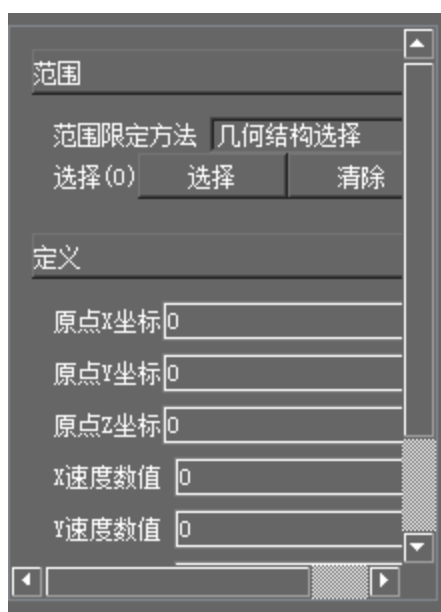 范围
范围限定方法 几何结构选择
选择(0) 选择 清除
定义
原点X坐标 0
原点Y坐标 0
原点Z坐标 0
X速度数值 0
Y速度数值 0